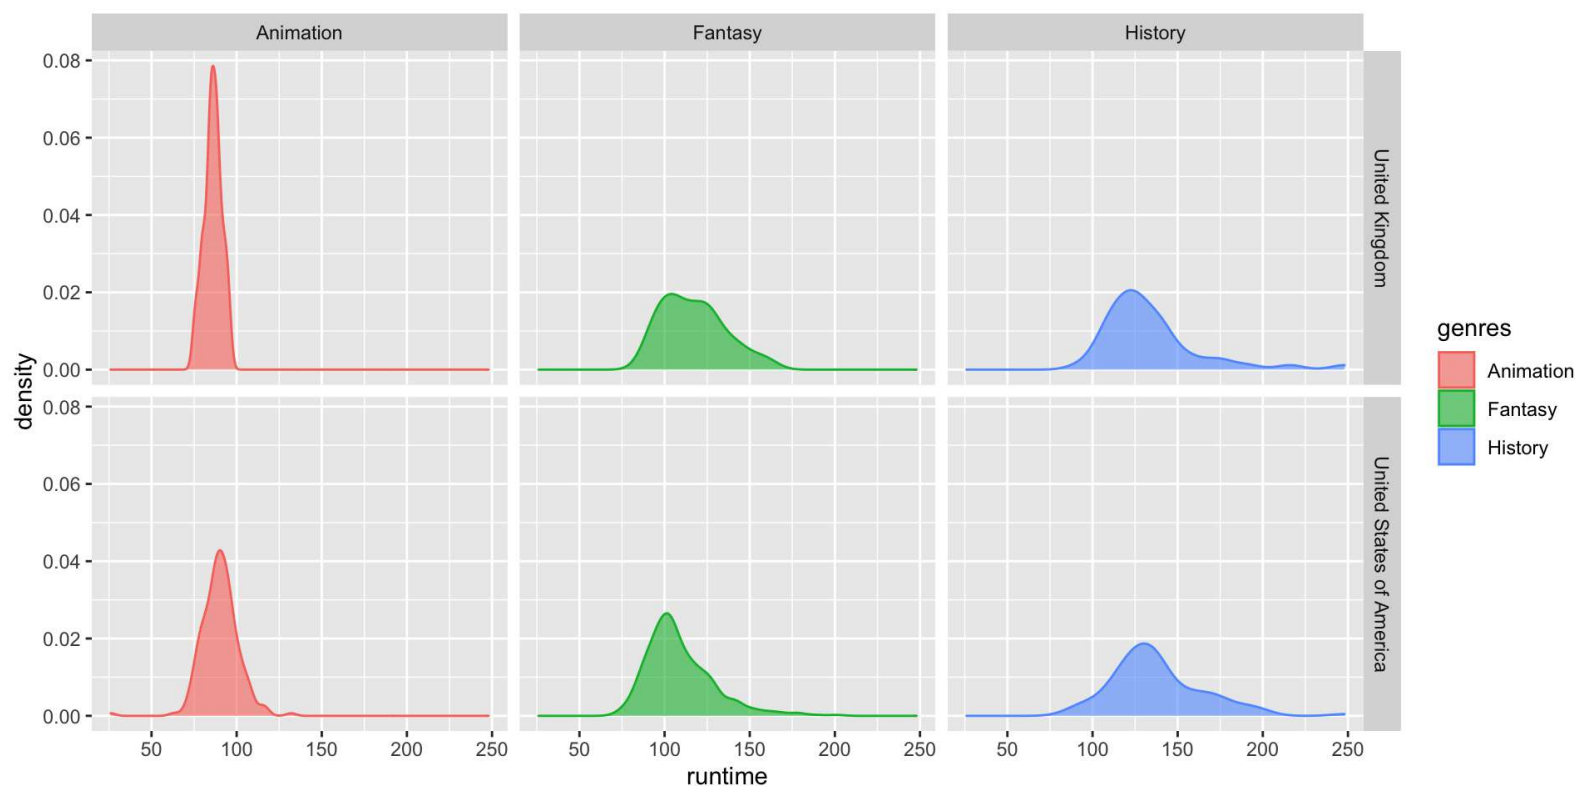 Animation Fantasy History
0.08
0.06
0.04
0.02
0.00
United Kingdom
0.08
0.06
0.04
0.02
0.00
United States of America
density
50 100 150 200 250 50 100 150 200 250 50 100 150 200 250
runtime
genres
Animation
Fantasy
History